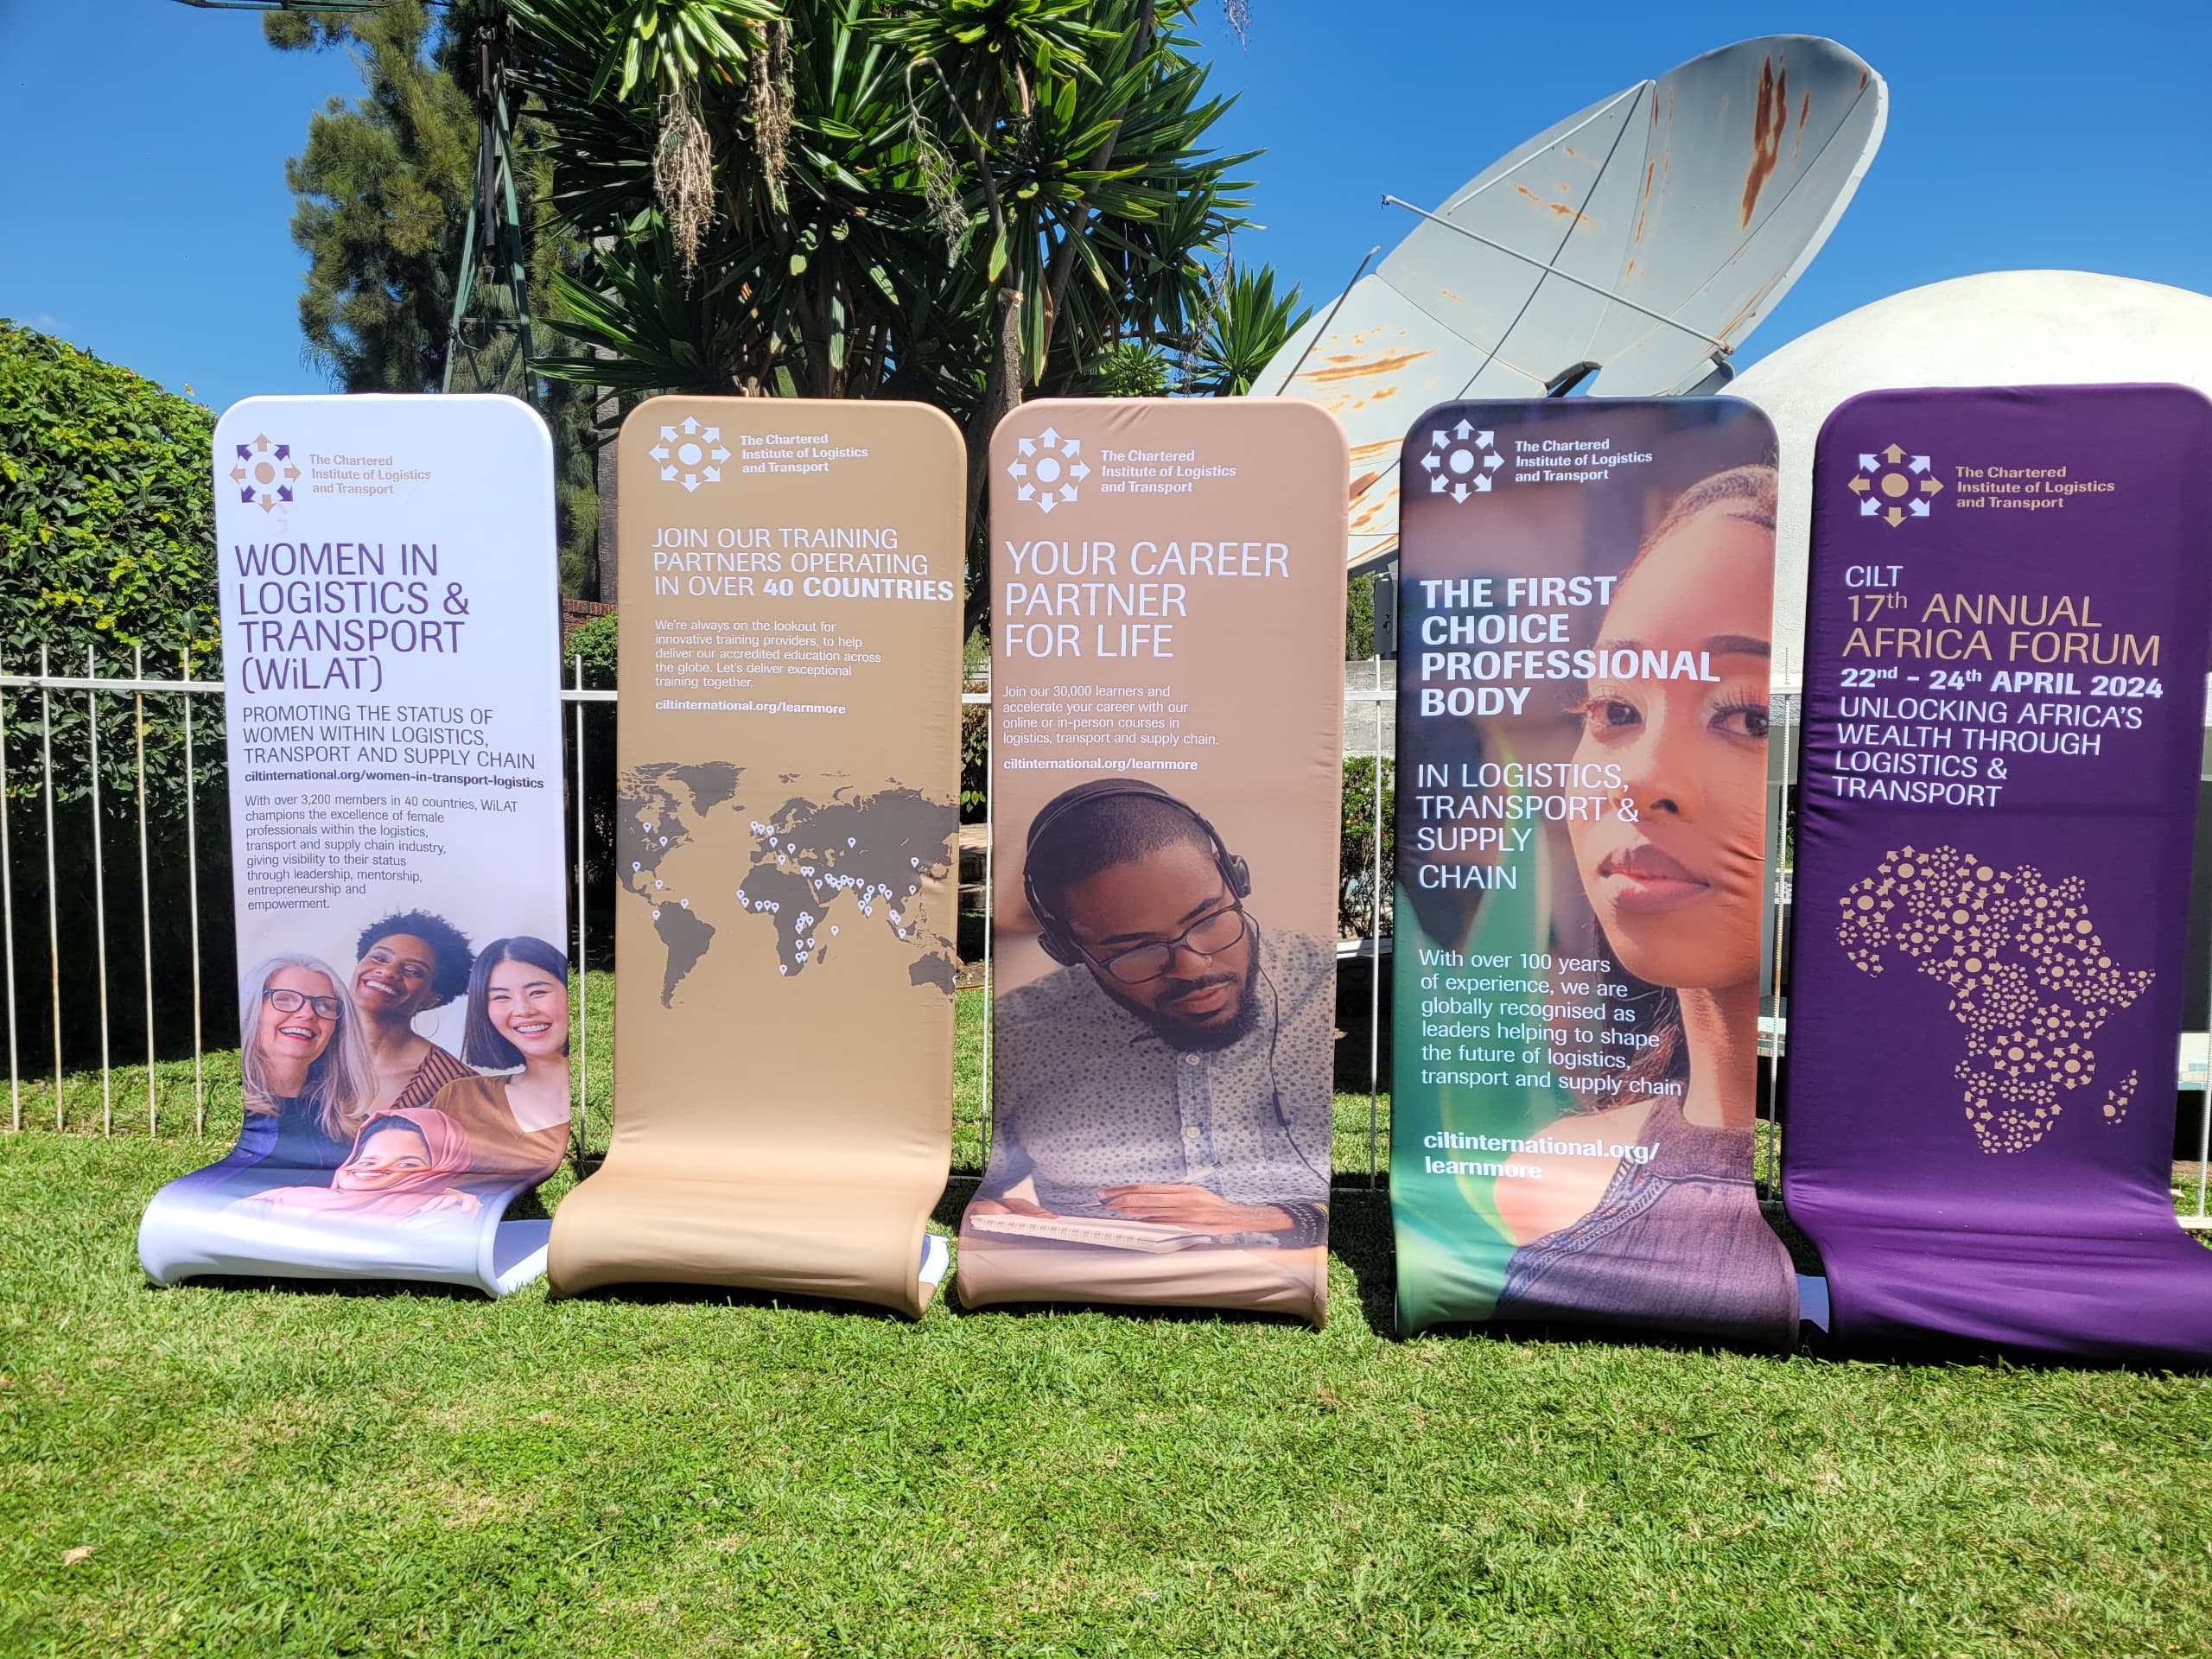 The Chartered
Institute of Logistics
and Transport
WOMEN IN
LOGISTICS &
TRANSPORT
(WiLAT)
PROMOTING THE STATUS OF
WOMEN WITHIN LOGISTICS,
TRANSPORT AND SUPPLY CHAIN
ciltinternational.org/women-in-transport-logistics
With over 3,200 members in 40 countries, WiLAT
champions the excellence of female
professionals within the logistics,
transport and supply chain industry,
giving visibility to their status
through leadership, mentorship,
entrepreneurship and
empowerment.
The Chartered
Institute of Logistics
and Transport
JOIN OUR TRAINING
PARTNERS OPERATING
IN OVER 40 COUNTRIES
We're always on the lookout for
innovative training providers, to help
deliver our accredited education across
the globe. Let's deliver exceptional
training together.
ciltinternational.org/learnmore
The Chartered
Institute of Logistics
and Transport
YOUR CAREER
PARTNER
FOR LIFE
Join our 30,000 learners and
accelerate your career with our
online or in-person courses in
logistics, transport and supply chain.
ciltinternational.org/learnmore
The Chartered
Institute of Logistics
and Transport
THE FIRST
CHOICE
PROFESSIONAL
BODY
IN LOGISTICS,
TRANSPORT &
SUPPLY
CHAIN
With over 100 years
of experience, we are
globally recognised as
leaders helping to shape
the future of logistics,
transport and supply chain
ciltinternational.org/
learnmore
The Chartered
Institute of Logistics
and Transport
CILT
17th ANNUAL
AFRICA FORUM
22nd - 24th APRIL 2024
UNLOCKING AFRICA'S
WEALTH THROUGH
LOGISTICS &
TRANSPORT